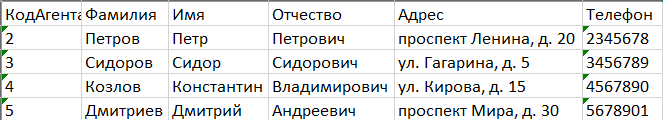 КодАгента Фамилия Имя Отчество Адрес Телефон
2 Петров Петр Петрович проспект Ленина, д. 20 2345678
3 Сидоров Сидор Сидорович ул. Гагарина, д. 5 3456789
4 Козлов Константин Владимирович ул. Кирова, д. 15 4567890
5 Дмитриев Дмитрий Андреевич проспект Мира, д. 30 5678901